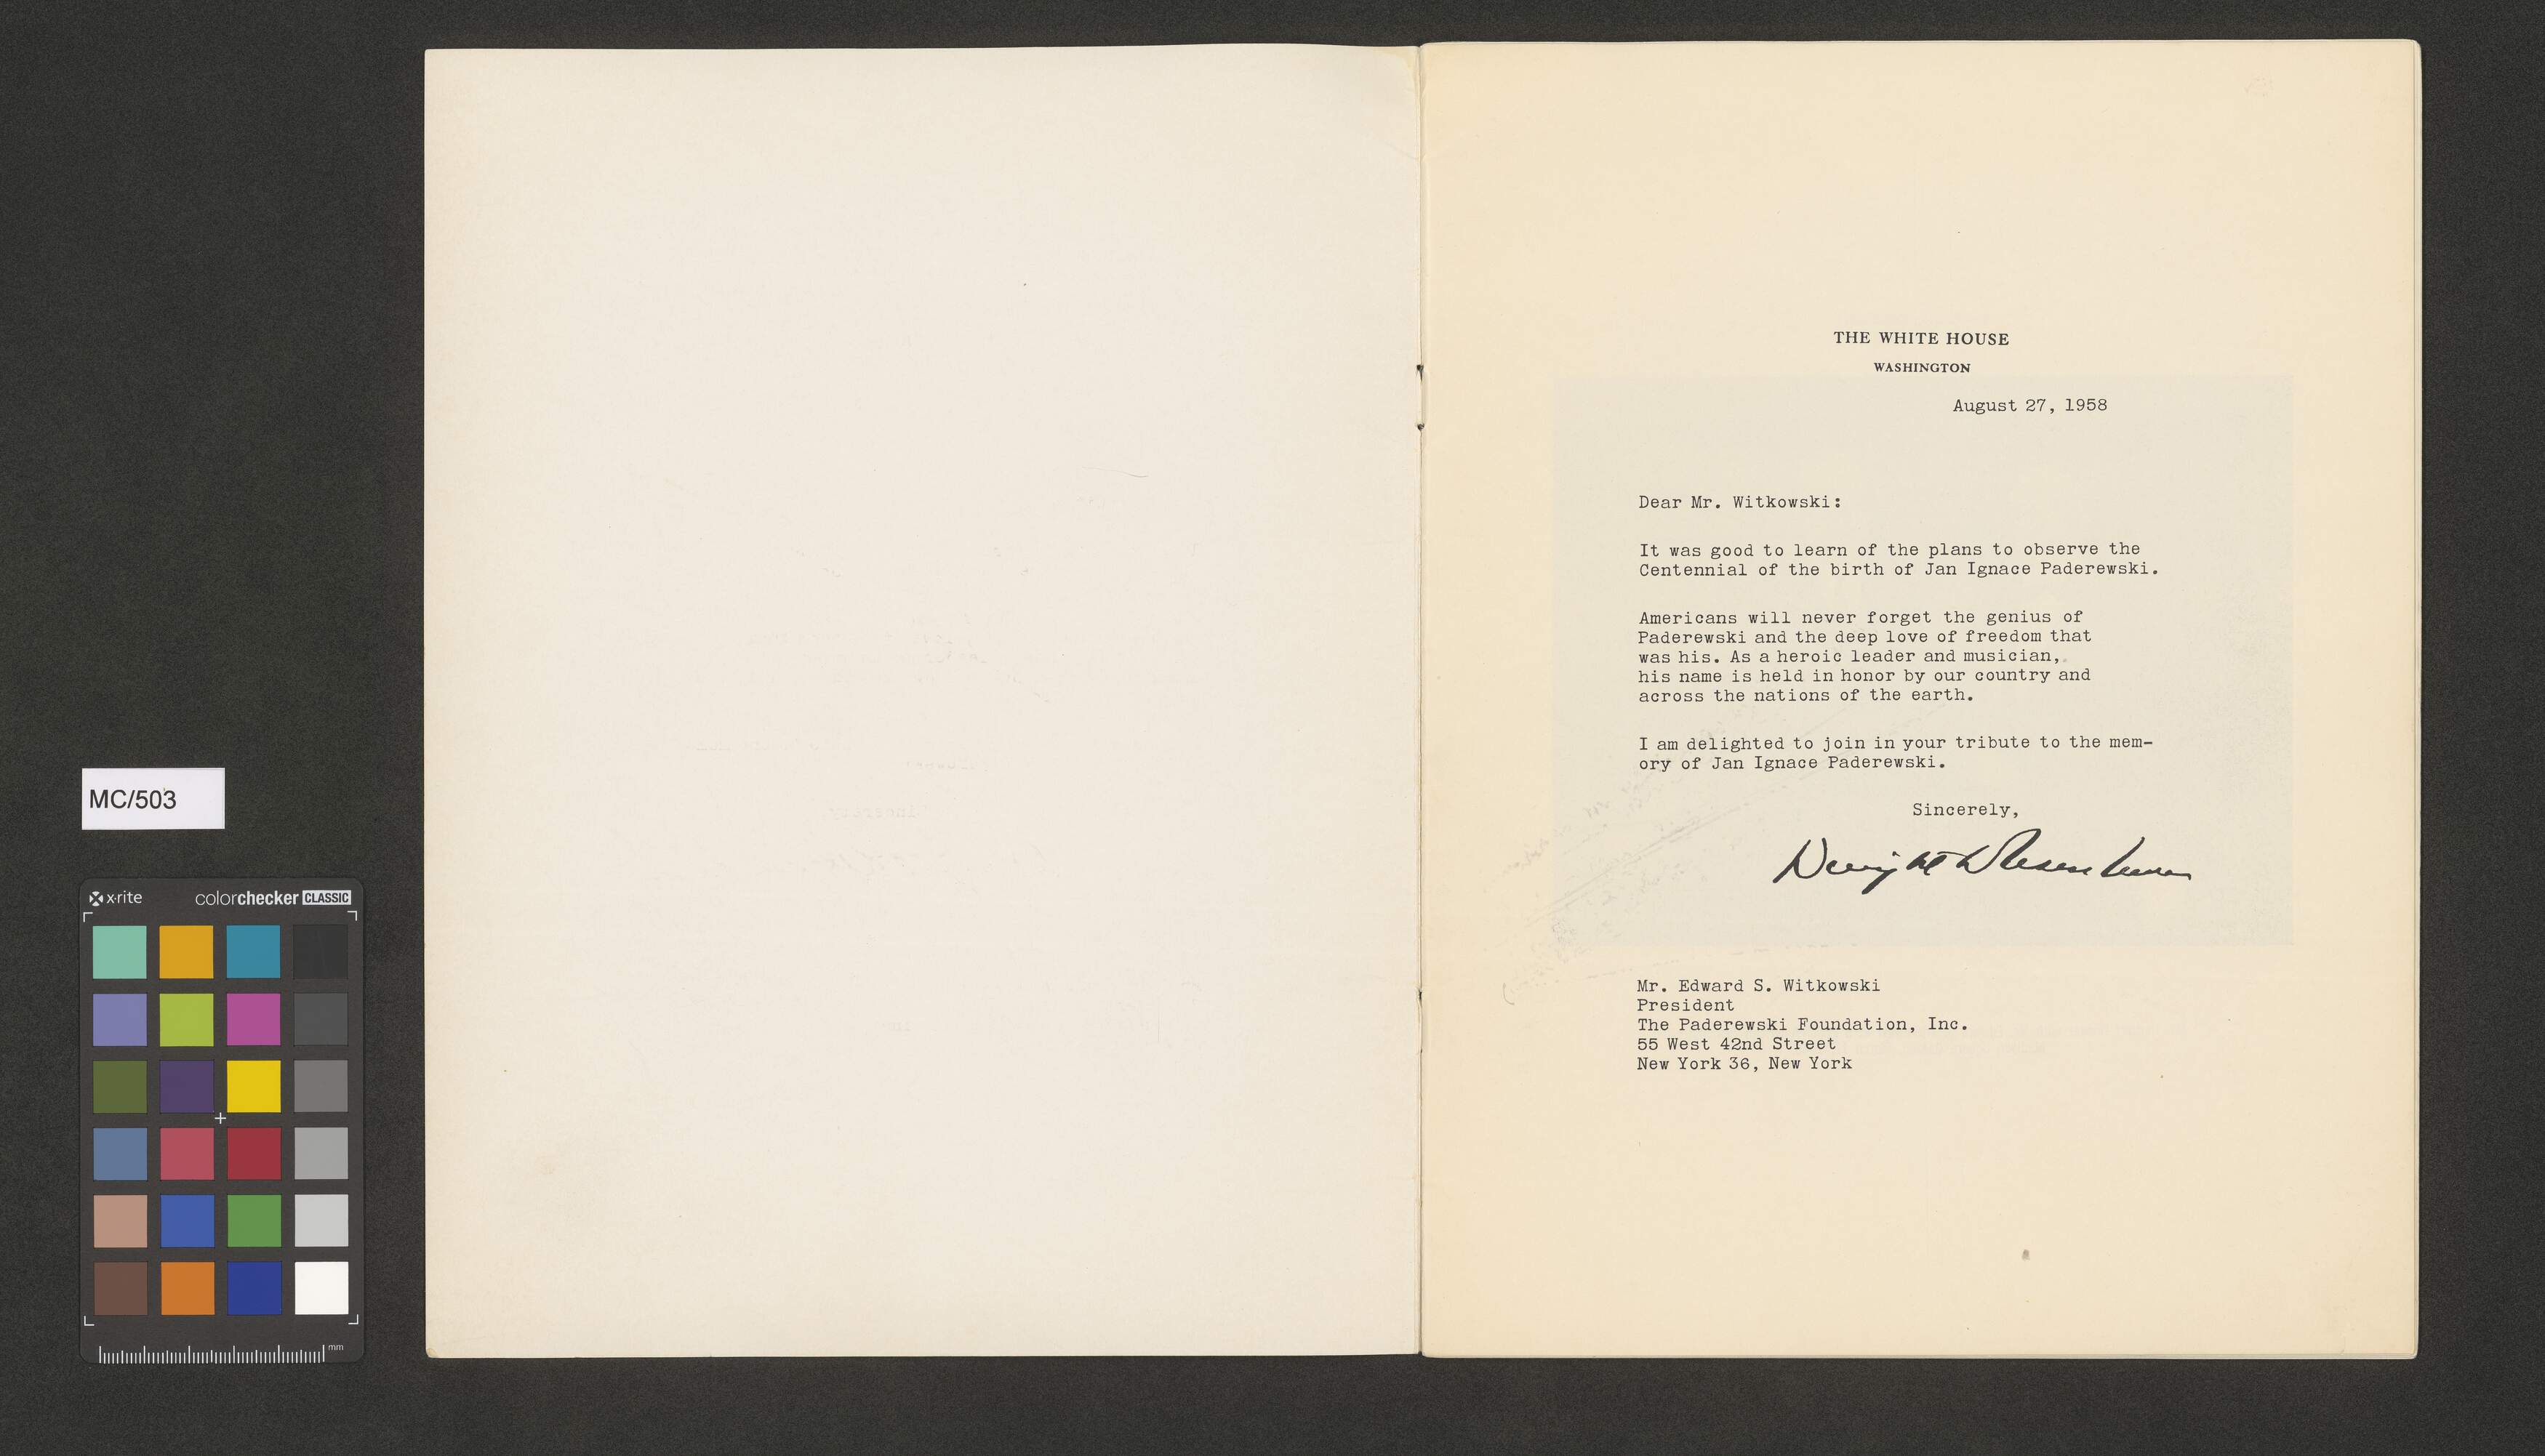 MC/503
x·rite colorchecker CLASSIC
mm
THE WHITE HOUSE
WASHINGTON
August 27, 1958
Dear Mr. Witkowski:
It was good to learn of the plans to observe the
Centennial of the birth of Jan Ignace Paderewski.
Americans will never forget the genius of
Paderewski and the deep love of freedom that
was his. As a heroic leader and musician,
his name is held in honor by our country and
across the nations of the earth.
I am delighted to join in your tribute to the mem-
ory of Jan Ignace Paderewski.
Sincerely,
Dwight D Eisenhower
Mr. Edward S. Witkowski
President
The Paderewski Foundation, Inc.
55 West 42nd Street
New York 36, New York